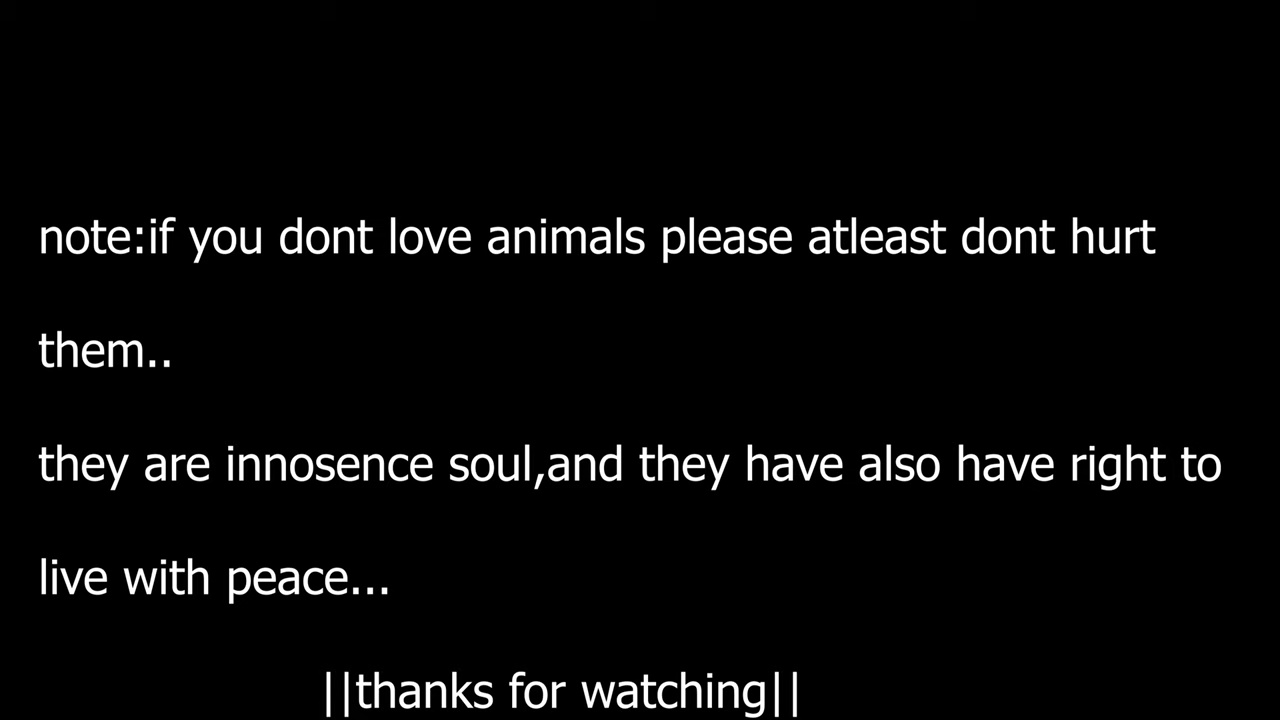 note:if you dont love animals please atleast dont hurt
them..
they are innosence soul,and they have also have right to
live with peace...
||thanks for watching||